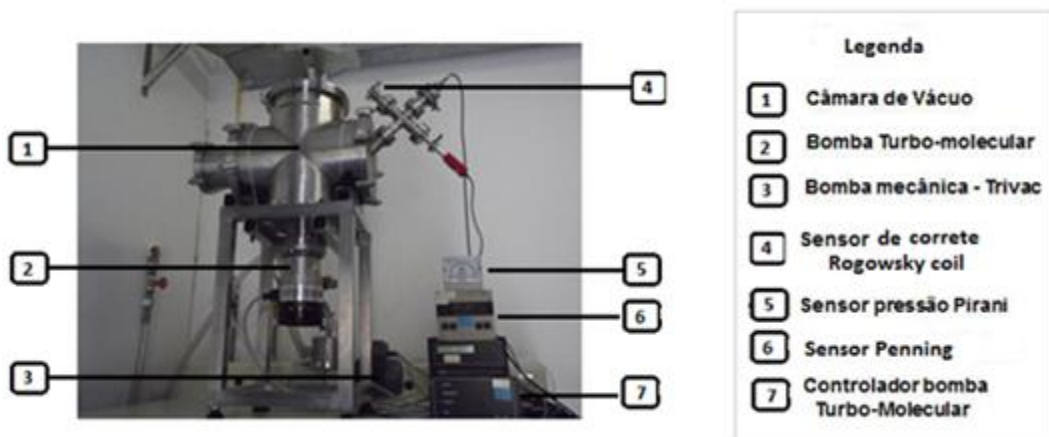 1
2
3
4
5
6
7
Legenda
1 Câmara de Vácuo
2 Bomba Turbo-molecular
3 Bomba mecânica - Trivac
4 Sensor de correte
Rogowsky coil
5 Sensor pressão Pirani
6 Sensor Penning
7 Controlador bomba
Turbo-Molecular